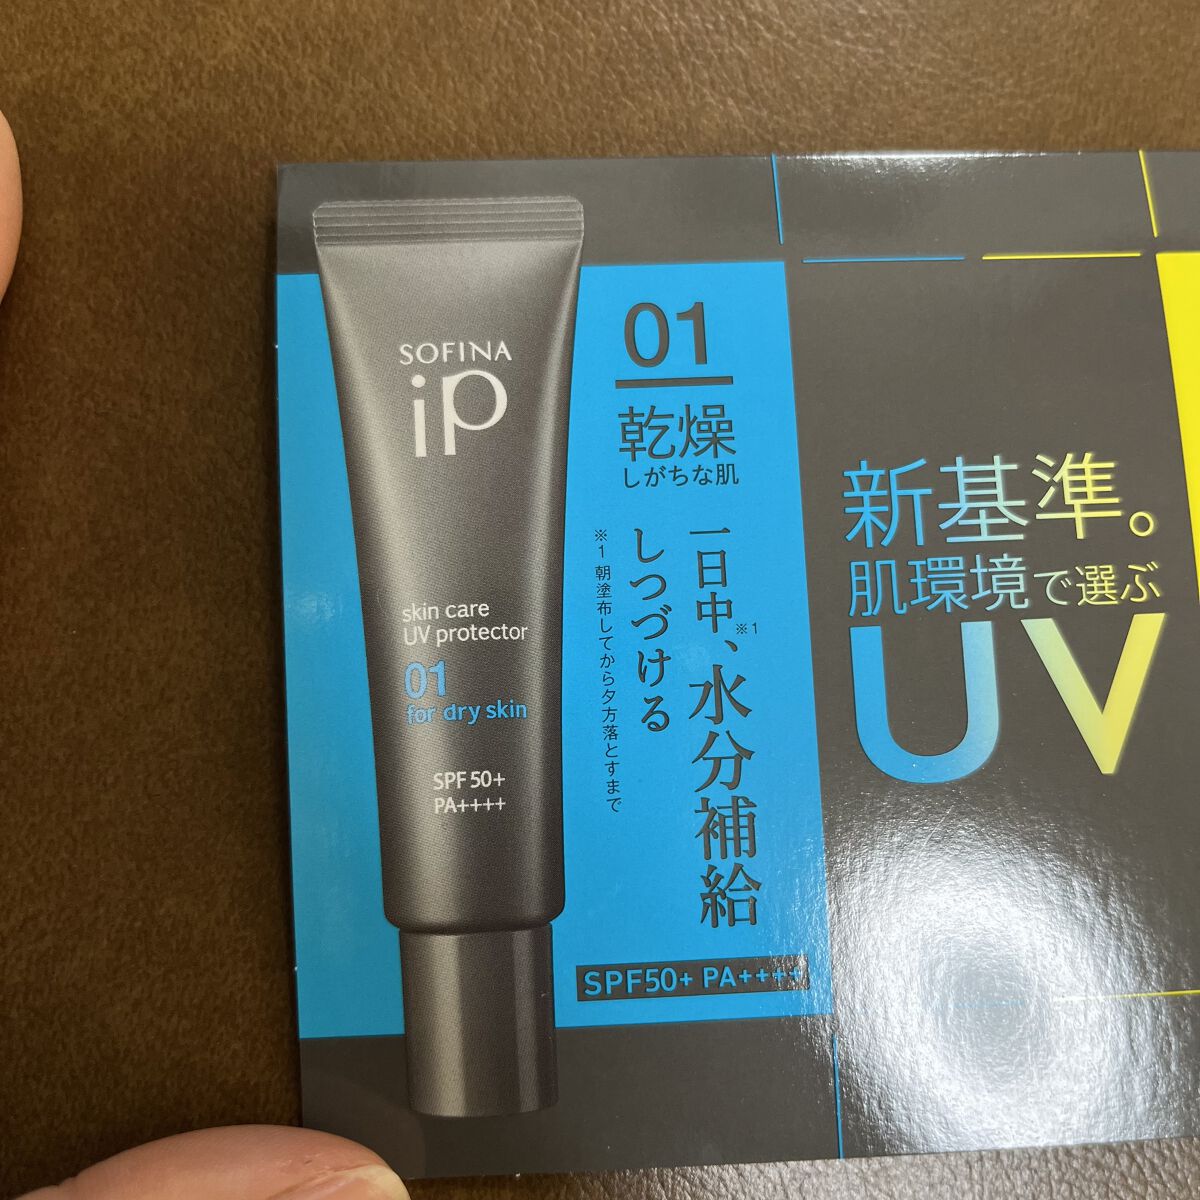 SOFINA
iP
skin care
UV protector
01
for dry skin
SPF 50+
PA++++
01
乾燥
しがちな肌
一日中、※1水分補給
しつづける
※1 朝塗布してから夕方落とすまで
SPF50+ PA++++
新基準。
肌環境で選ぶ
UV